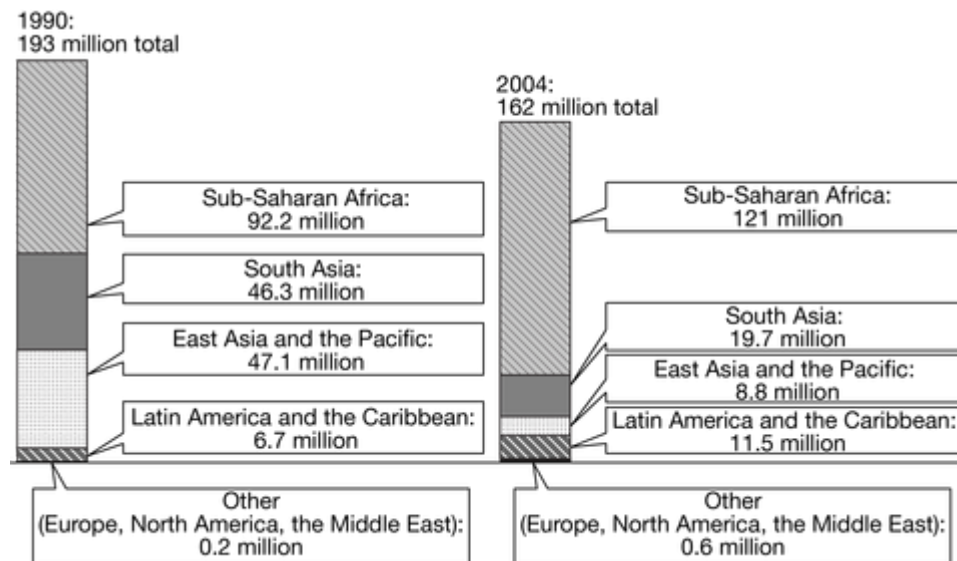 1990:
193 million total
Sub-Saharan Africa:
92.2 million
South Asia:
46.3 million
East Asia and the Pacific:
47.1 million
Latin America and the Caribbean:
6.7 million
Other
(Europe, North America, the Middle East):
0.2 million
2004:
162 million total
Sub-Saharan Africa:
121 million
South Asia:
19.7 million
East Asia and the Pacific:
8.8 million
Latin America and the Caribbean:
11.5 million
Other
(Europe, North America, the Middle East):
0.6 million